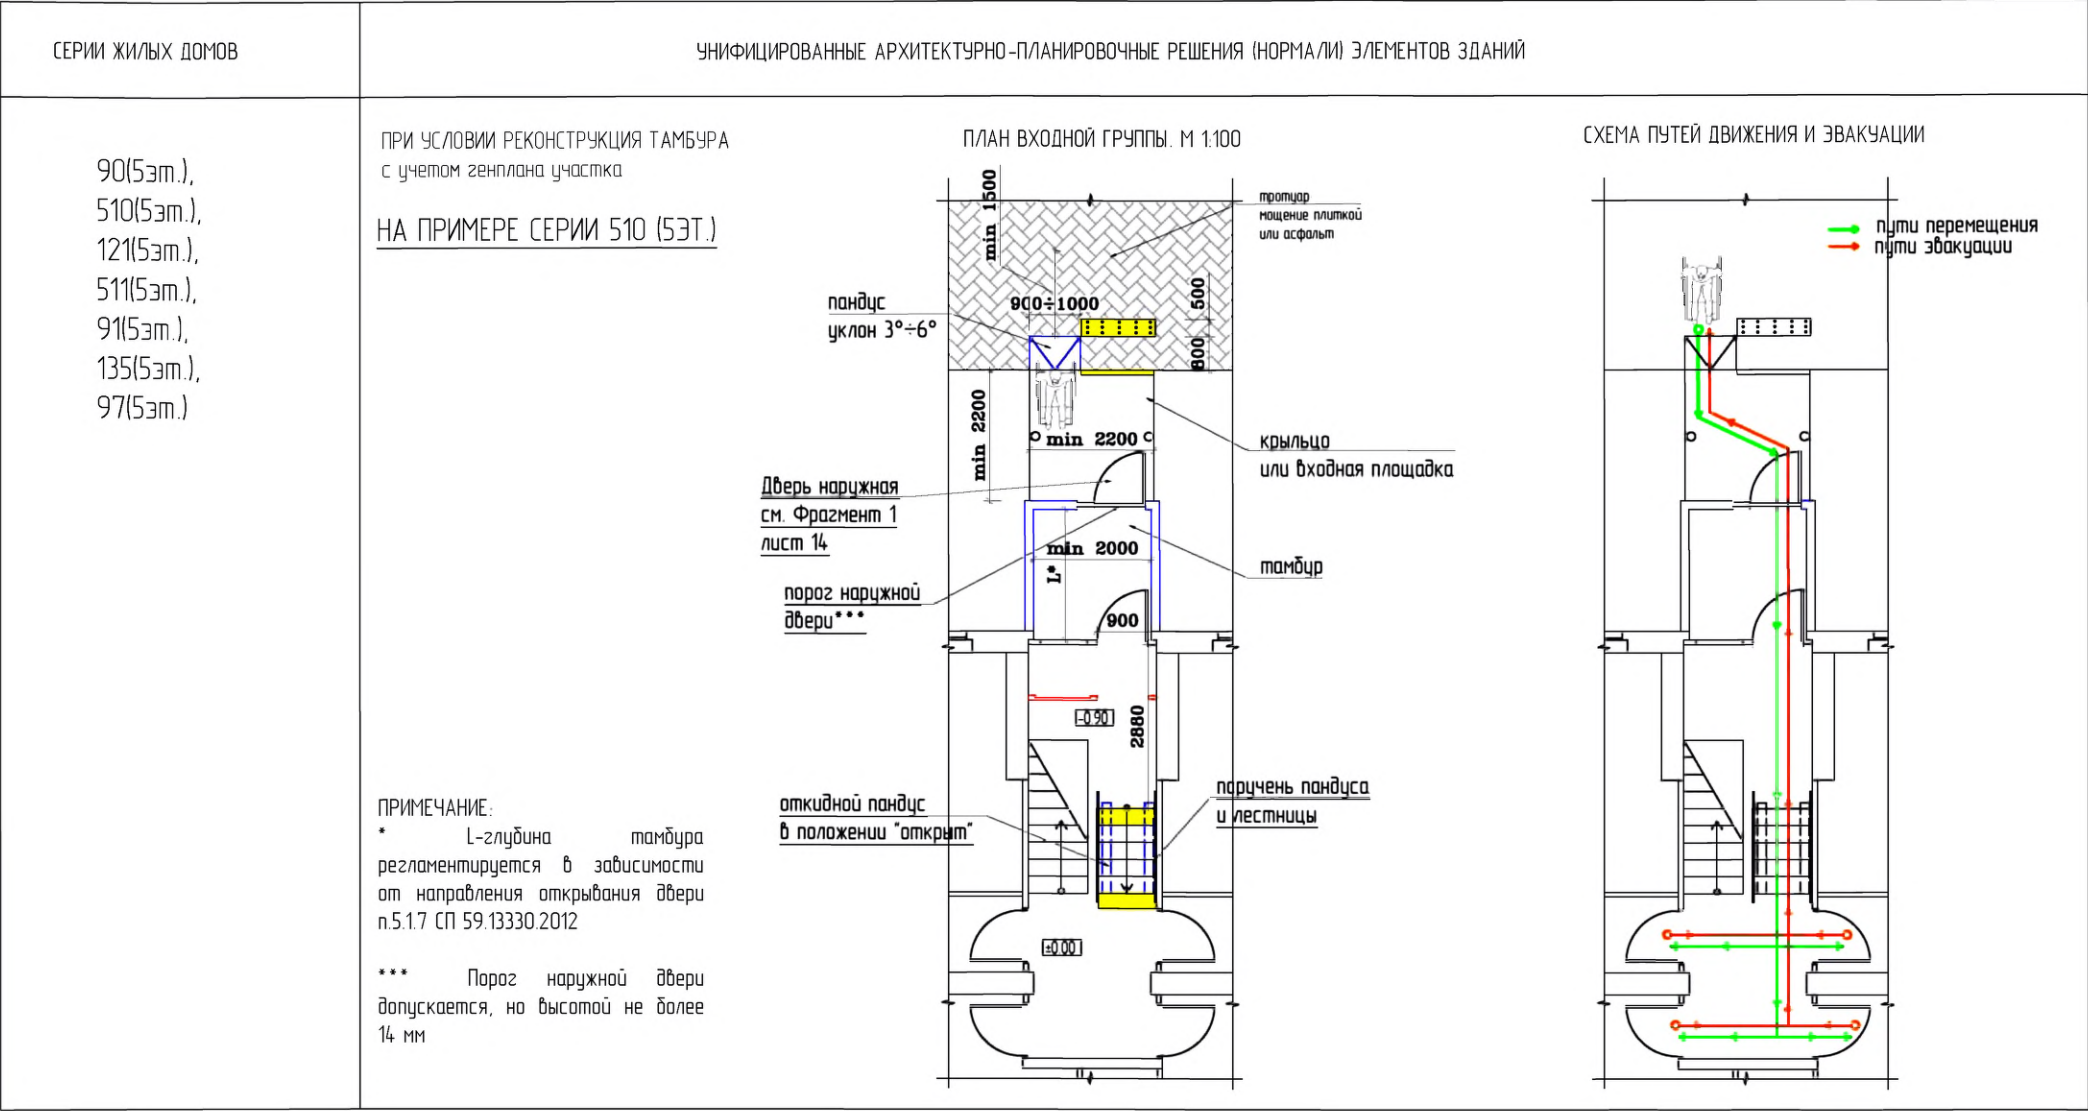 СЕРИИ ЖИЛЫХ ДОМОВ
УНИФИЦИРОВАННЫЕ АРХИТЕКТУРНО-ПЛАНИРОВОЧНЫЕ РЕШЕНИЯ (НОРМАЛИ) ЭЛЕМЕНТОВ ЗДАНИЙ
90(5эт.),
510(5эт.),
121(5эт.),
511(5эт.),
91(5эт.),
135(5эт.),
97(5эт.)
ПРИ УСЛОВИИ РЕКОНСТРУКЦИЯ ТАМБУРА
с учетом генплана участка
НА ПРИМЕРЕ СЕРИИ 510 (5ЭТ.)
ПРИМЕЧАНИЕ:
* L-глубина тамбура
регламентируется в зависимости
от направления открывания двери
п.5.1.7 СП 59.13330.2012
*** Порог наружной двери
допускается, но высотой не более
14 мм
ПЛАН ВХОДНОЙ ГРУППЫ. М 1:100
min 1500
тротуар
мощение плиткой
или асфальт
900÷1000
500
800
пандус
уклон 3°÷6°
min 2200
min 2200
крыльцо
или входная площадка
Дверь наружная
см. Фрагмент 1
лист 14
min 2000
L*
тамбур
порог наружной
двери***
900
-0.90
2880
откидной пандус
в положении "открыт"
поручень пандуса
и лестницы
±0.00
СХЕМА ПУТЕЙ ДВИЖЕНИЯ И ЭВАКУАЦИИ
пути перемещения
пути эвакуации